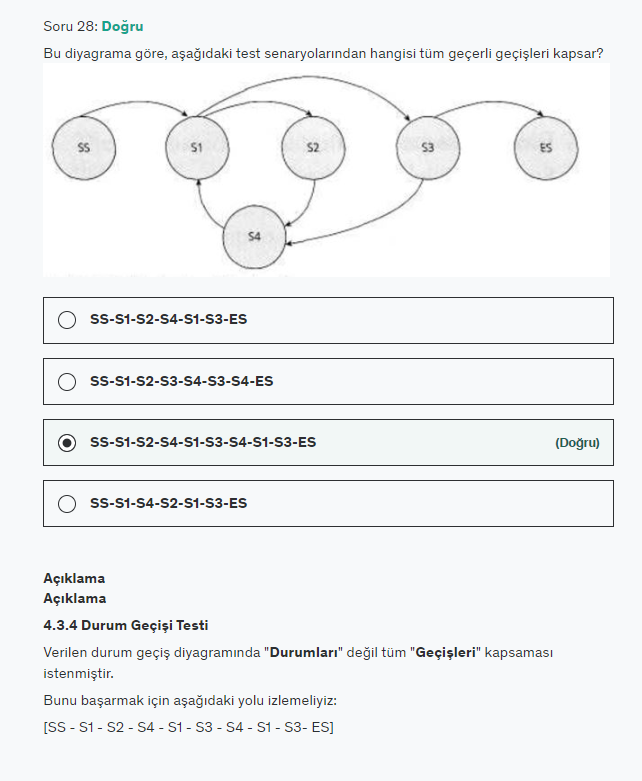 Soru 28: Doğru
Bu diyagrama göre, aşağıdaki test senaryolarından hangisi tüm geçerli geçişleri kapsar?
SS
S1
S2
S3
ES
S4
SS-S1-S2-S4-S1-S3-ES
SS-S1-S2-S3-S4-S3-S4-ES
SS-S1-S2-S4-S1-S3-S4-S1-S3-ES (Doğru)
SS-S1-S4-S2-S1-S3-ES
Açıklama
Açıklama
4.3.4 Durum Geçişi Testi
Verilen durum geçiş diyagramında "Durumları" değil tüm "Geçişleri" kapsaması
istenmiştir.
Bunu başarmak için aşağıdaki yolu izlemeliyiz:
[SS - S1 - S2 - S4 - S1 - S3 - S4 - S1 - S3- ES]